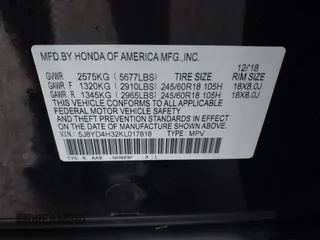 MFD.BY HONDA OF AMERICA MFG.,INC.
12/18
GVWR 2575KG (5677LBS) TIRE SIZE RIM SIZE
GAWR F 1320KG (2910LBS) 245/60R18 105H 18X8.0J
GAWR R 1345KG (2965LBS) 245/60R18 105H 18X8.0J
THIS VEHICLE CONFORMS TO ALL APPLICABLE
FEDERAL MOTOR VEHICLE SAFETY AND
THEFT PREVENTION STANDARDS IN EFFECT ON THE
DATE OF MANUFACTURE SHOWN ABOVE.
V.I.N.: 5J8YD4H32KL017818 TYPE: MPV